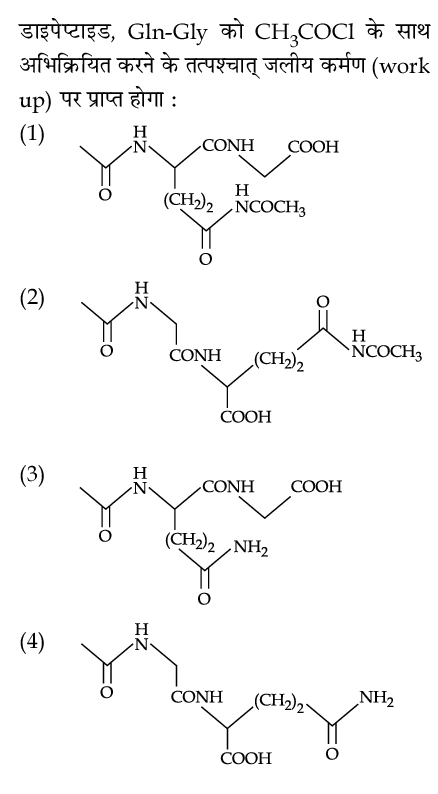 डाइपेप्टाइड, Gln-Gly को CH₃COCl के साथ
अभिक्रियित करने के तत्पश्चात् जलीय कर्मण (work
up) पर प्राप्त होगा :
(1)
H
N
CONH
COOH
O
(CH₂)₂
H
NCOCH₃
O
(2)
H
N
O
O
CONH
(CH₂)₂
H
NCOCH₃
COOH
(3)
H
N
CONH
COOH
O
(CH₂)₂
NH₂
O
(4)
H
N
O
CONH
(CH₂)₂
NH₂
COOH
O